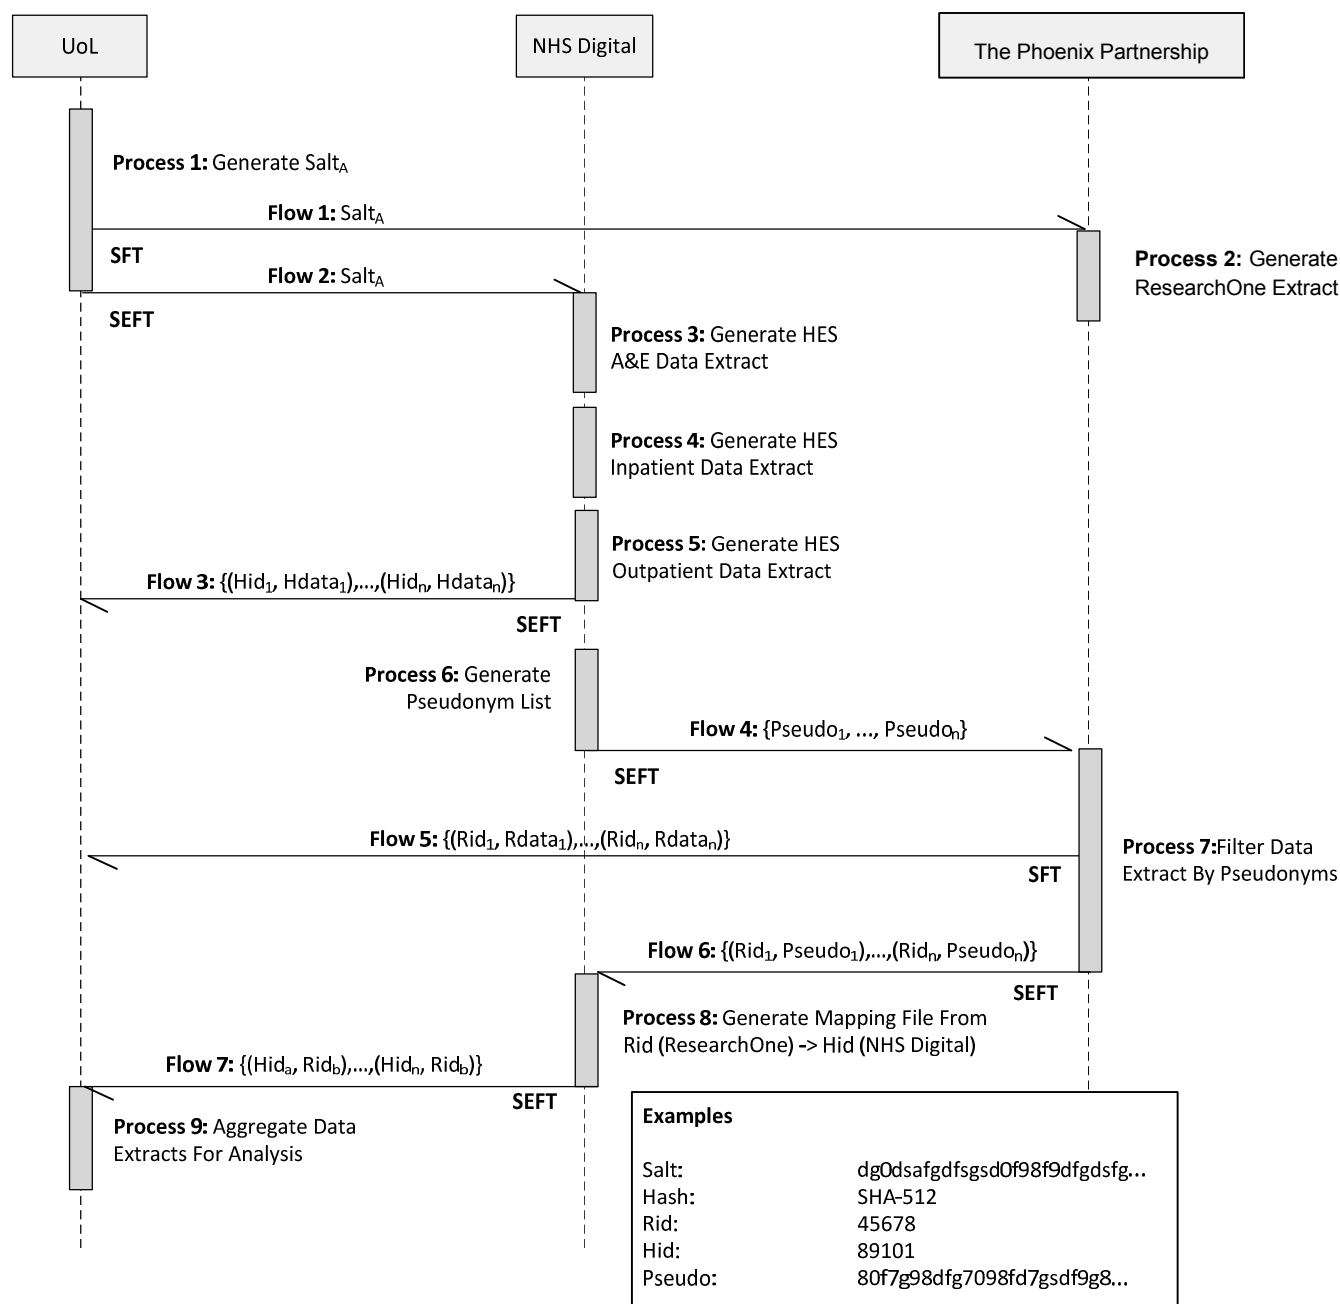 UoL
NHS Digital
The Phoenix Partnership
Process 1: Generate Salt_A
Flow 1: Salt_A
SFT
Process 2: Generate
ResearchOne Extract
Flow 2: Salt_A
SEFT
Process 3: Generate HES
A&E Data Extract
Process 4: Generate HES
Inpatient Data Extract
Process 5: Generate HES
Outpatient Data Extract
Flow 3: {(Hid₁, Hdata₁),...,(Hidₙ, Hdataₙ)}
SEFT
Process 6: Generate
Pseudonym List
Flow 4: {Pseudo₁, ..., Pseudoₙ}
SEFT
Flow 5: {(Rid₁, Rdata₁),...,(Ridₙ, Rdataₙ)}
SFT
Process 7:Filter Data
Extract By Pseudonyms
Flow 6: {(Rid₁, Pseudo₁),...,(Ridₙ, Pseudoₙ)}
SEFT
Process 8: Generate Mapping File From
Rid (ResearchOne) -> Hid (NHS Digital)
Flow 7: {(Hidₐ, Rid_b),...,(Hidₙ, Rid_b)}
SEFT
Process 9: Aggregate Data
Extracts For Analysis
Examples
Salt: dg0dsafgdfsgsd0f98f9dfgdsfg...
Hash: SHA-512
Rid: 45678
Hid: 89101
Pseudo: 80f7g98dfg7098fd7gsdf9g8...